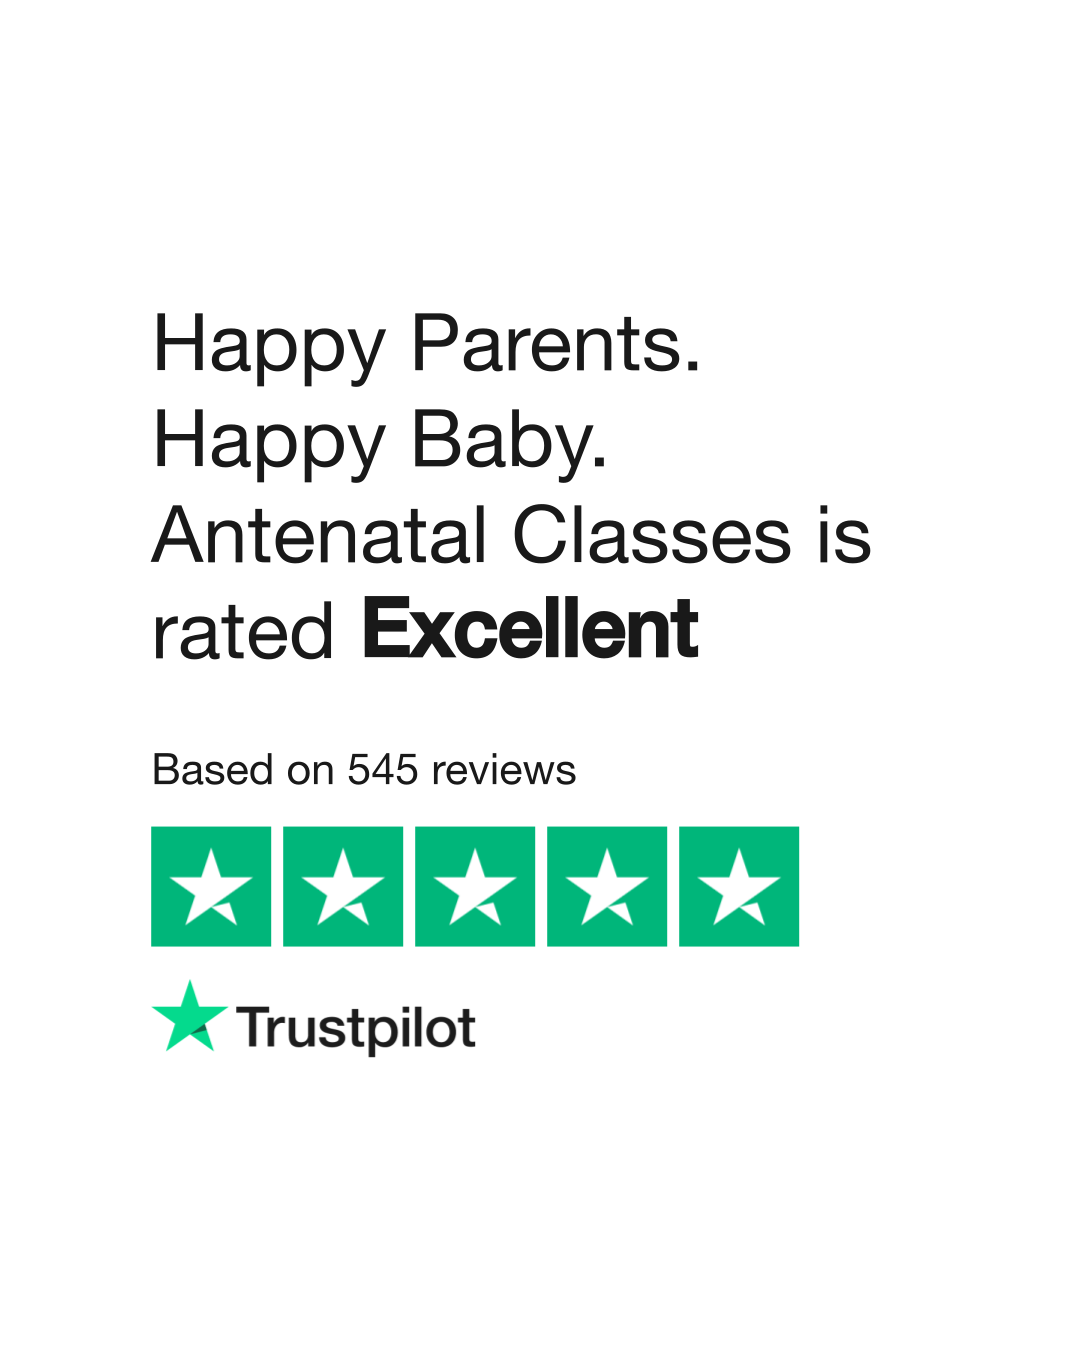 Happy Parents.
Happy Baby.
Antenatal Classes is
rated Excellent
Based on 545 reviews
Trustpilot